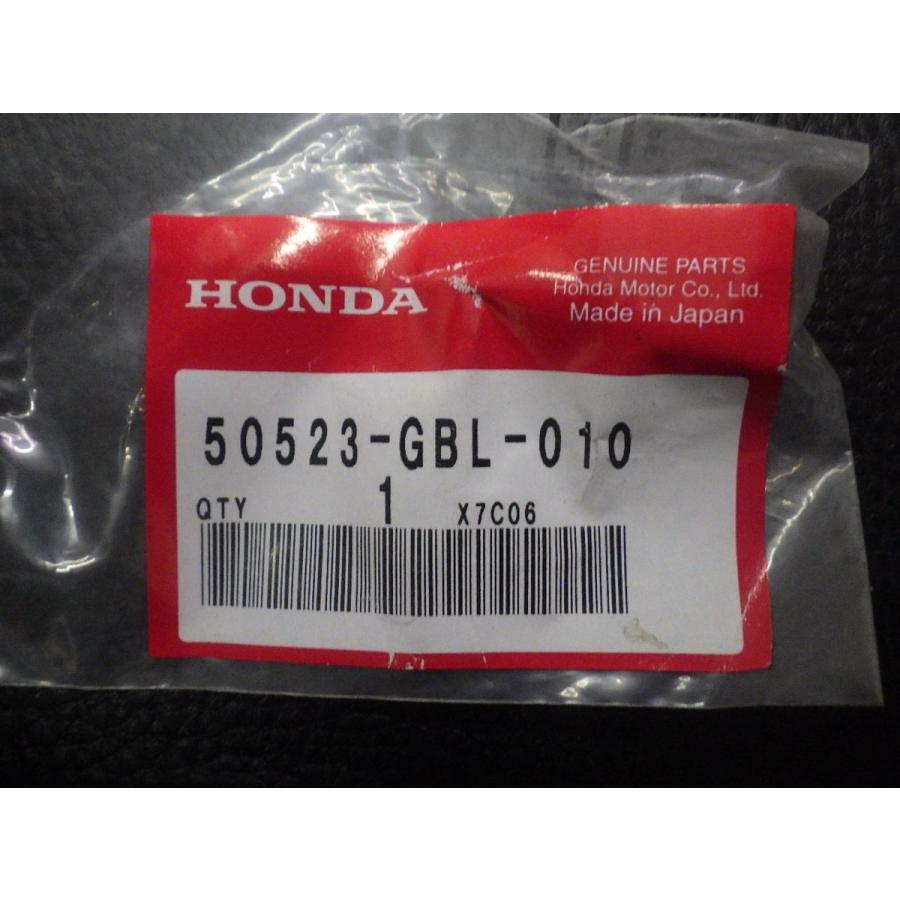 HONDA
GENUINE PARTS
Honda Motor Co., Ltd.
Made in Japan
50523-GBL-010
QTY 1 X7C06